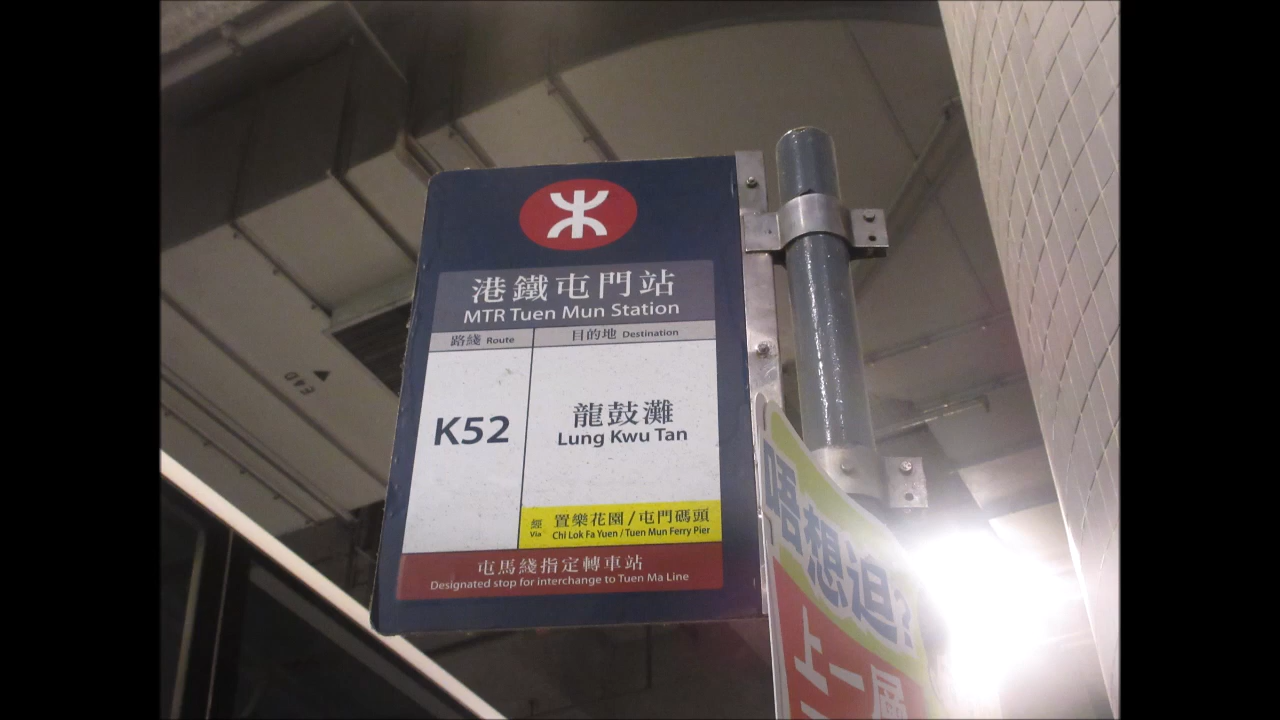 港鐵屯門站
MTR Tuen Mun Station
路綫 Route
目的地 Destination
K52
龍鼓灘
Lung Kwu Tan
經 Via
置樂花園/屯門碼頭
Chi Lok Fa Yuen / Tuen Mun Ferry Pier
屯馬綫指定轉車站
Designated stop for interchange to Tuen Ma Line
唔想迫?
上一層
EAD